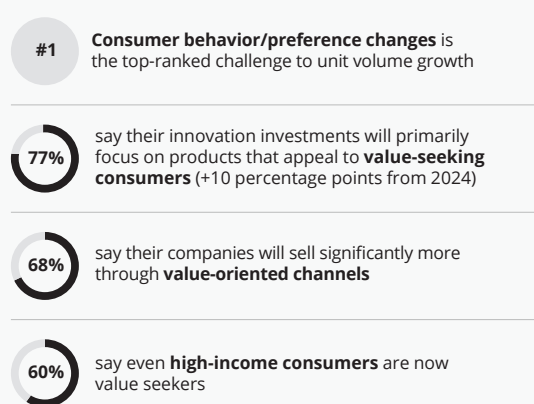 #1
Consumer behavior/preference changes is
the top-ranked challenge to unit volume growth
77%
say their innovation investments will primarily
focus on products that appeal to value-seeking
consumers (+10 percentage points from 2024)
68%
say their companies will sell significantly more
through value-oriented channels
60%
say even high-income consumers are now
value seekers